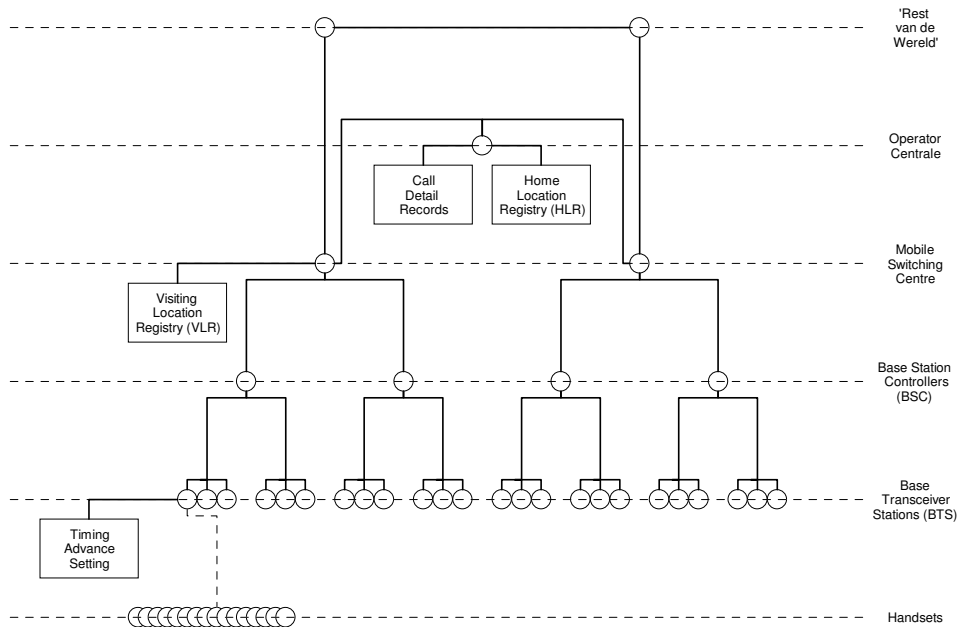 'Rest
van de
Wereld'
Operator
Centrale
Call
Detail
Records
Home
Location
Registry (HLR)
Mobile
Switching
Centre
Visiting
Location
Registry (VLR)
Base Station
Controllers
(BSC)
Base
Transceiver
Stations (BTS)
Timing
Advance
Setting
Handsets